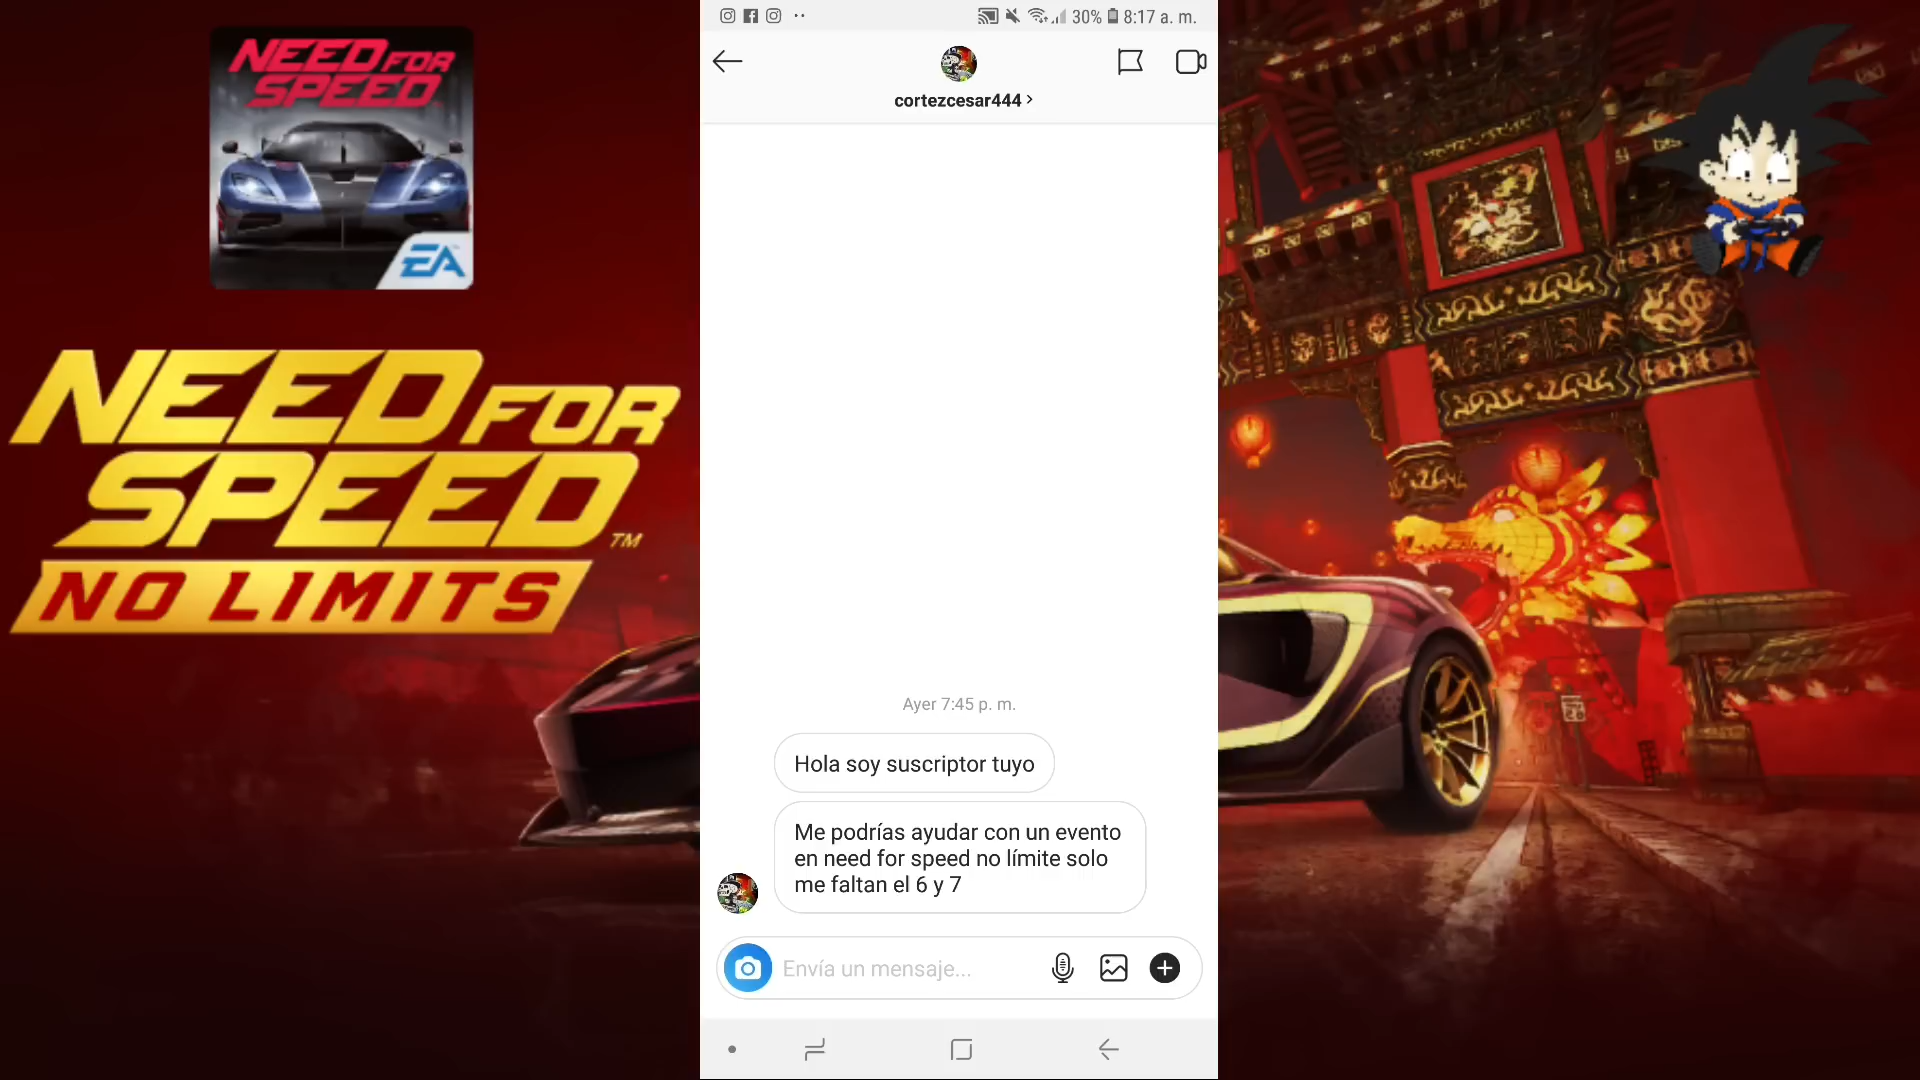 NEED FOR
SPEED
EA
NEED FOR
SPEED™
NO LIMITS
30% 8:17 a. m.
cortezcesar444
Ayer 7:45 p. m.
Hola soy suscriptor tuyo
Me podrías ayudar con un evento
en need for speed no límite solo
me faltan el 6 y 7
Envía un mensaje...